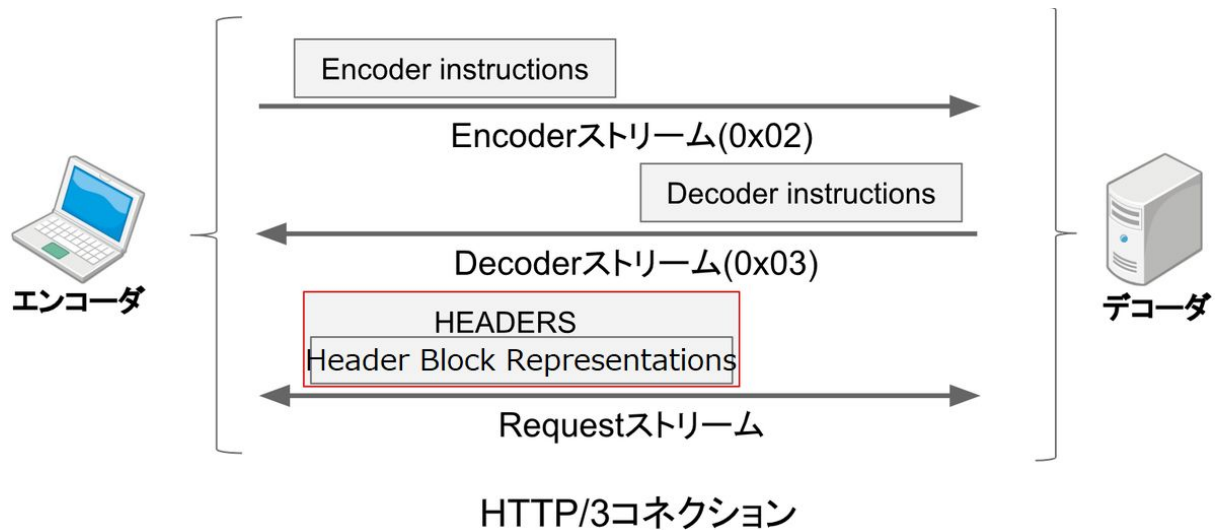 Encoder instructions
Encoderストリーム(0x02)
Decoder instructions
Decoderストリーム(0x03)
エンコーダ
デコーダ
HEADERS
Header Block Representations
Requestストリーム
HTTP/3コネクション